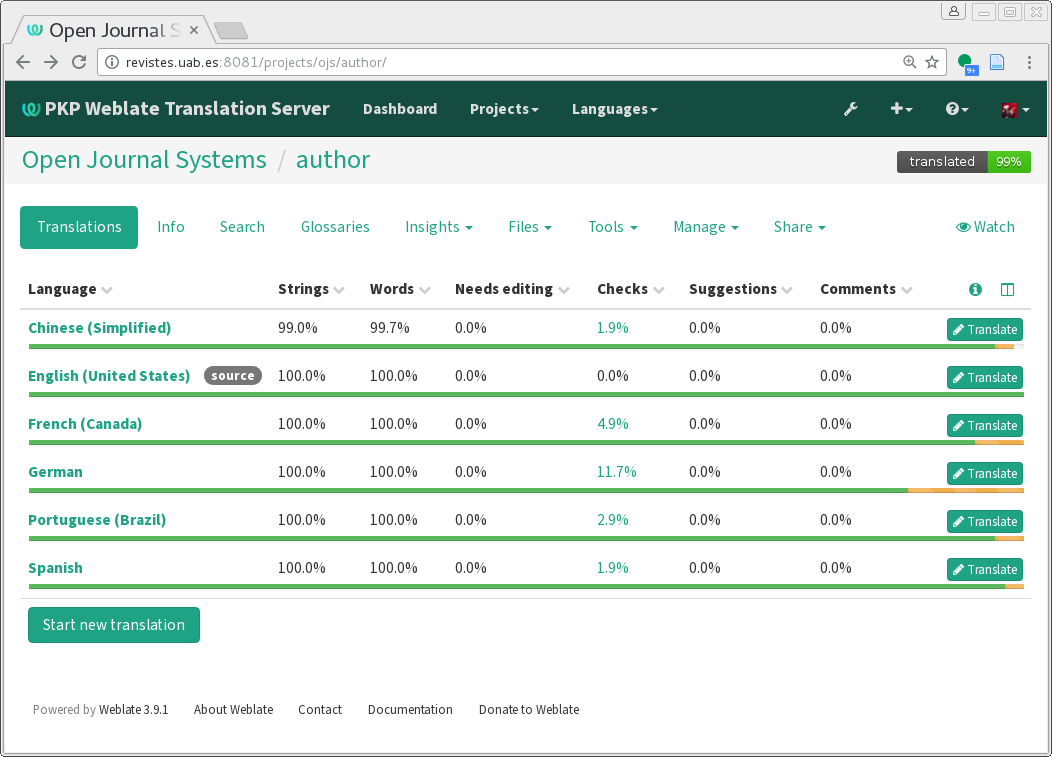 Open Journal S
revistes.uab.es:8081/projects/ojs/author/
9+
PKP Weblate Translation Server Dashboard Projects Languages
Open Journal Systems / author translated 99%
Translations Info Search Glossaries Insights Files Tools Manage Share Watch
Language Strings Words Needs editing Checks Suggestions Comments
Chinese (Simplified) 99.0% 99.7% 0.0% 1.9% 0.0% 0.0% Translate
English (United States) source 100.0% 100.0% 0.0% 0.0% 0.0% 0.0% Translate
French (Canada) 100.0% 100.0% 0.0% 4.9% 0.0% 0.0% Translate
German 100.0% 100.0% 0.0% 11.7% 0.0% 0.0% Translate
Portuguese (Brazil) 100.0% 100.0% 0.0% 2.9% 0.0% 0.0% Translate
Spanish 100.0% 100.0% 0.0% 1.9% 0.0% 0.0% Translate
Start new translation
Powered by Weblate 3.9.1 About Weblate Contact Documentation Donate to Weblate